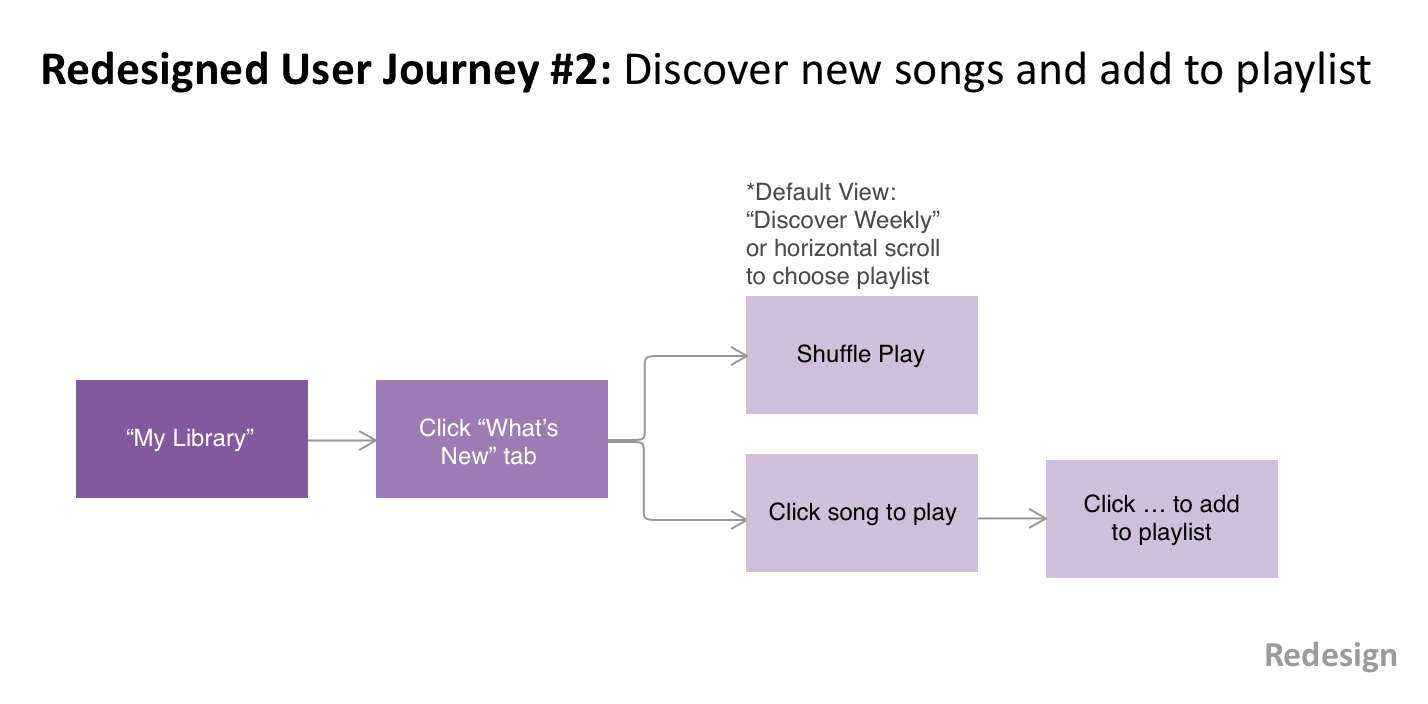 Redesigned User Journey #2: Discover new songs and add to playlist
*Default View:
“Discover Weekly”
or horizontal scroll
to choose playlist
Shuffle Play
“My Library”
Click “What’s
New” tab
Click song to play
Click … to add
to playlist
Redesign